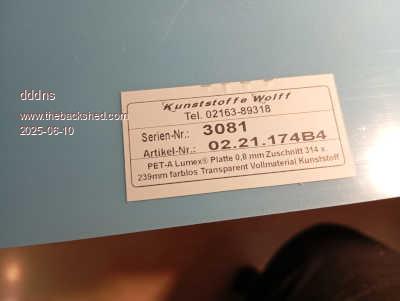 dddns
www.thebackshed.com
2025-06-10
Kunststoffe Wolff
Tel. 02163-89318
Serien-Nr.: 3081
Artikel-Nr.: 02.21.174B4
PET-A Lumex® Platte 0,8 mm Zuschnitt 314 x
239mm farblos Transparent Vollmaterial Kunststoff